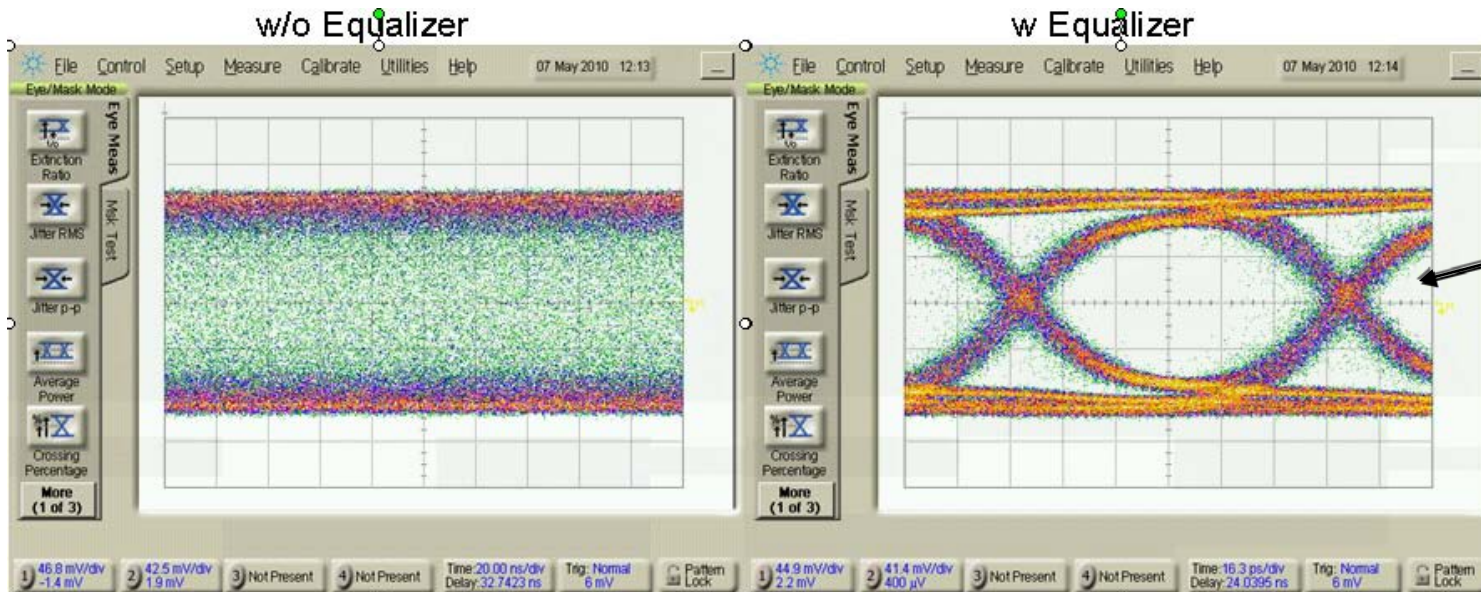 w/o Equalizer
File Control Setup Measure Calibrate Utilities Help 07 May 2010 12:13
Eye/Mask Mode
Eye Meas
Msk Test
Extinction
Ratio
Jitter RMS
Jitter p-p
Average
Power
Crossing
Percentage
More
(1 of 3)
1) 46.8 mV/div
-1.4 mV
2) 42.5 mV/div
1.9 mV
3) Not Present
4) Not Present
Time:20.00 ns/div
Delay:32.7423 ns
Trig: Normal
6 mV
Pattern
Lock
w Equalizer
File Control Setup Measure Calibrate Utilities Help 07 May 2010 12:14
Eye/Mask Mode
Eye Meas
Msk Test
Extinction
Ratio
Jitter RMS
Jitter p-p
Average
Power
Crossing
Percentage
More
(1 of 3)
1) 44.9 mV/div
2.2 mV
2) 41.4 mV/div
400 µV
3) Not Present
4) Not Present
Time:16.3 ps/div
Delay:24.0395 ns
Trig: Normal
6 mV
Pattern
Lock